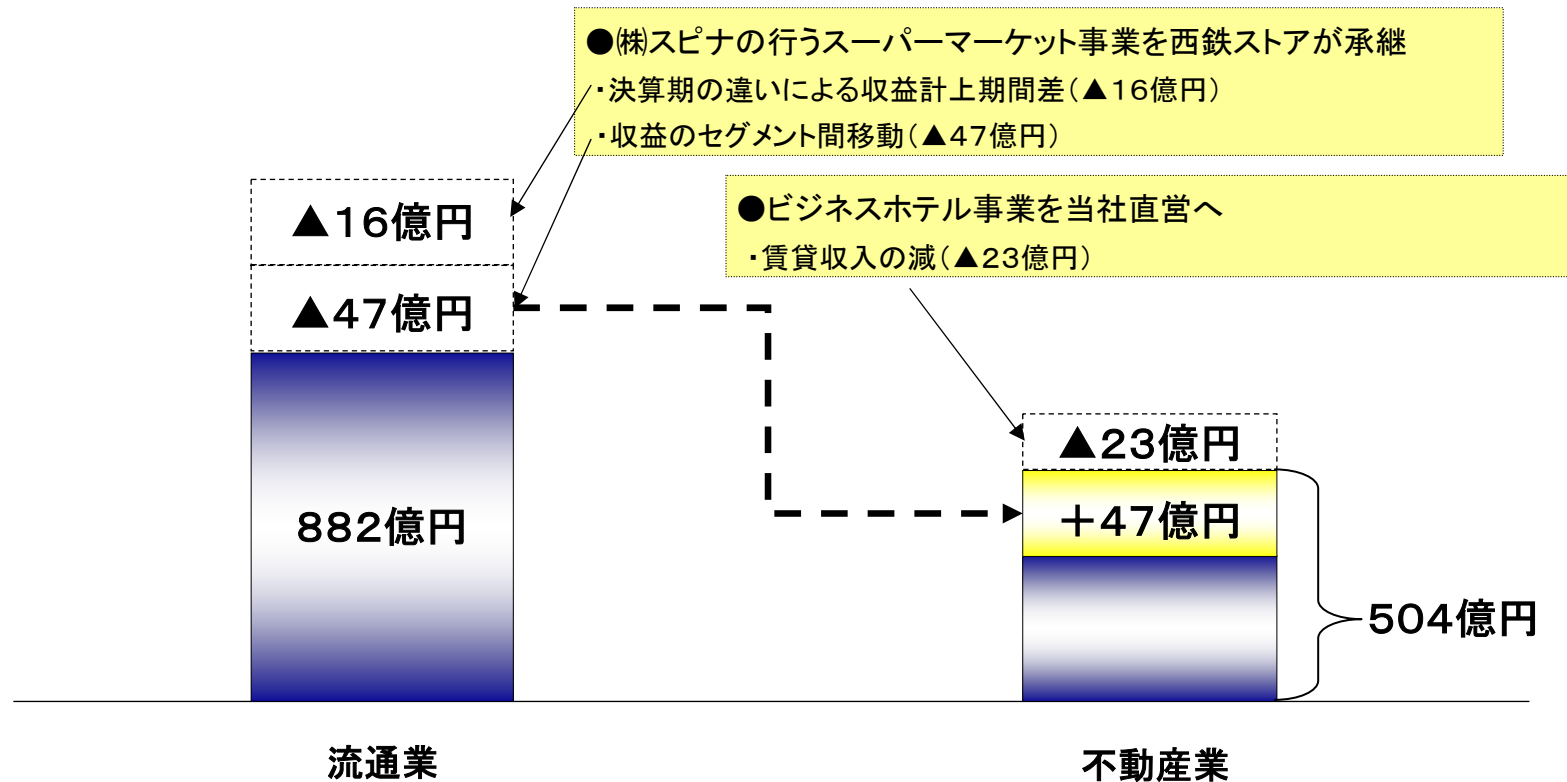 ●㈱スピナの行うスーパーマーケット事業を西鉄ストアが承継
・決算期の違いによる収益計上期間差(▲16億円)
・収益のセグメント間移動(▲47億円)
●ビジネスホテル事業を当社直営へ
・賃貸収入の減(▲23億円)
▲16億円
▲47億円
882億円
▲23億円
＋47億円
504億円
流通業
不動産業